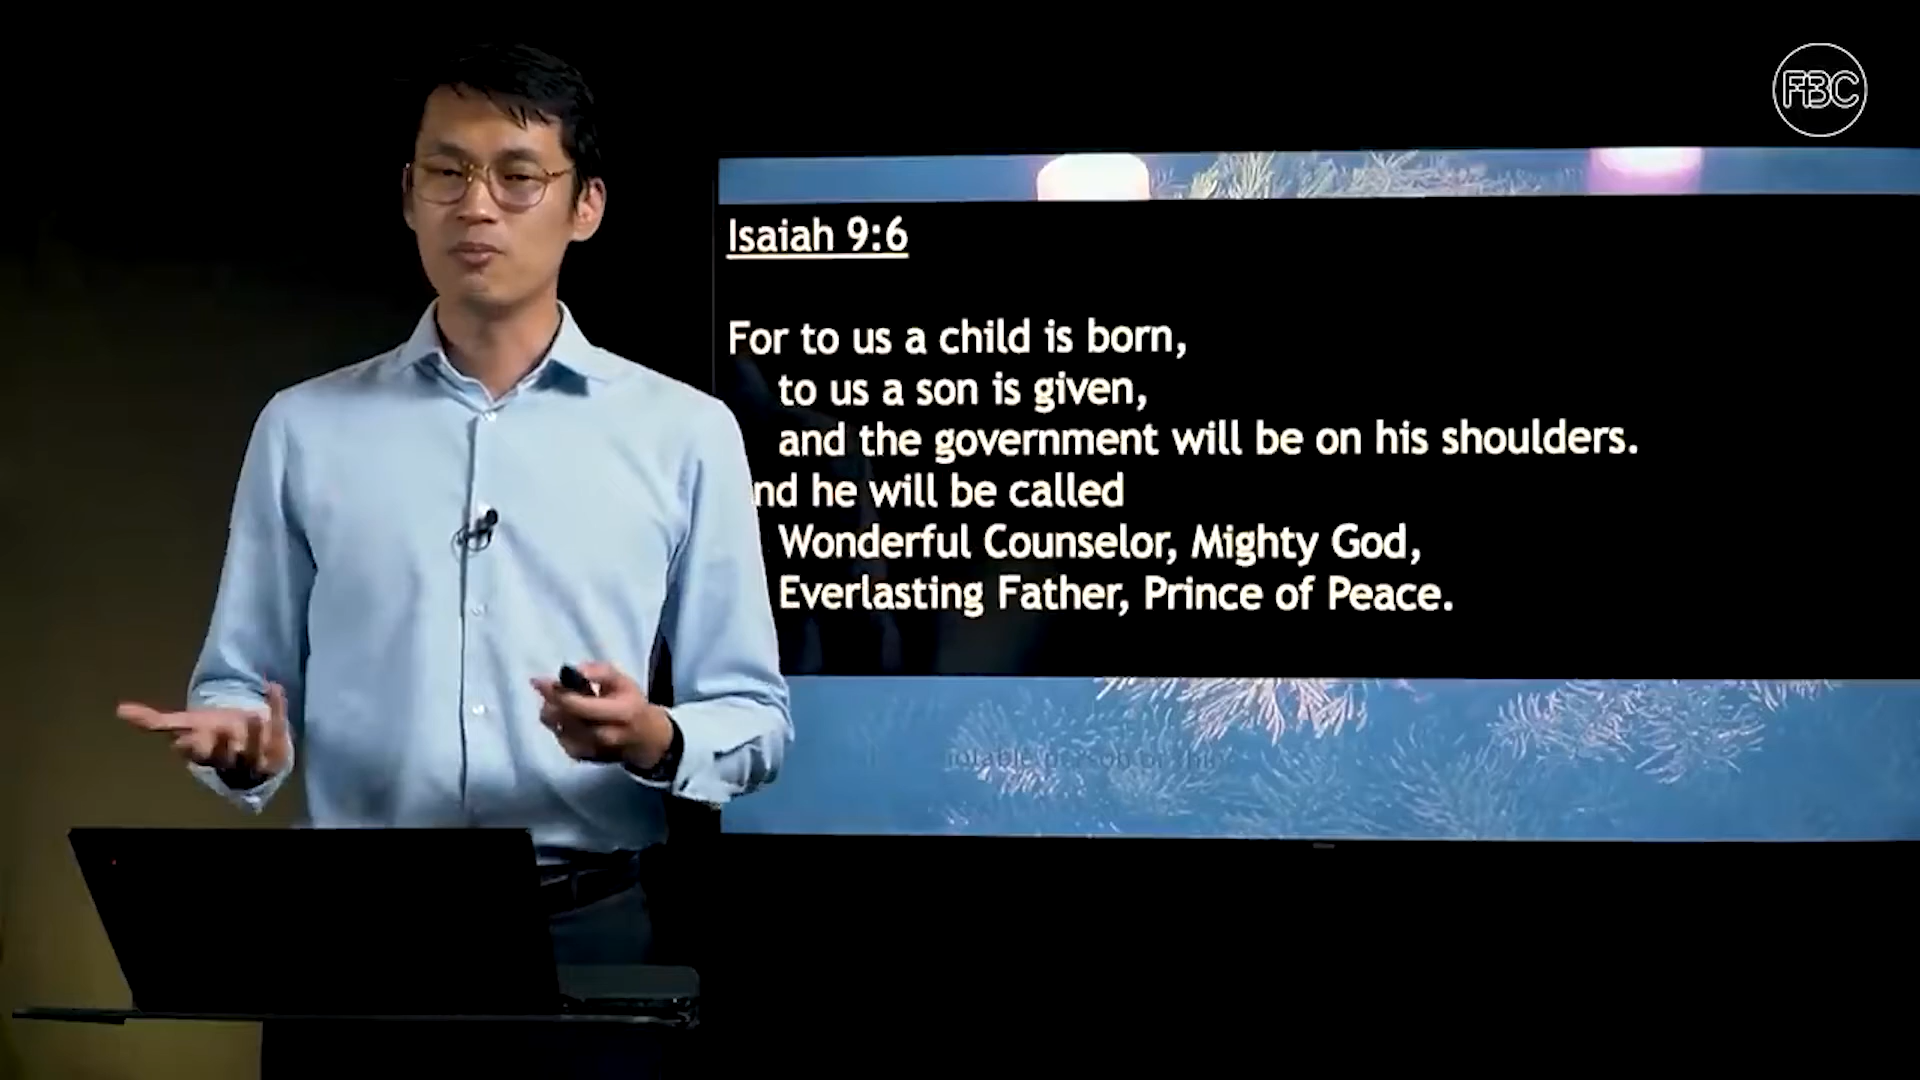 FBC
Isaiah 9:6
For to us a child is born,
to us a son is given,
and the government will be on his shoulders.
nd he will be called
Wonderful Counselor, Mighty God,
Everlasting Father, Prince of Peace.